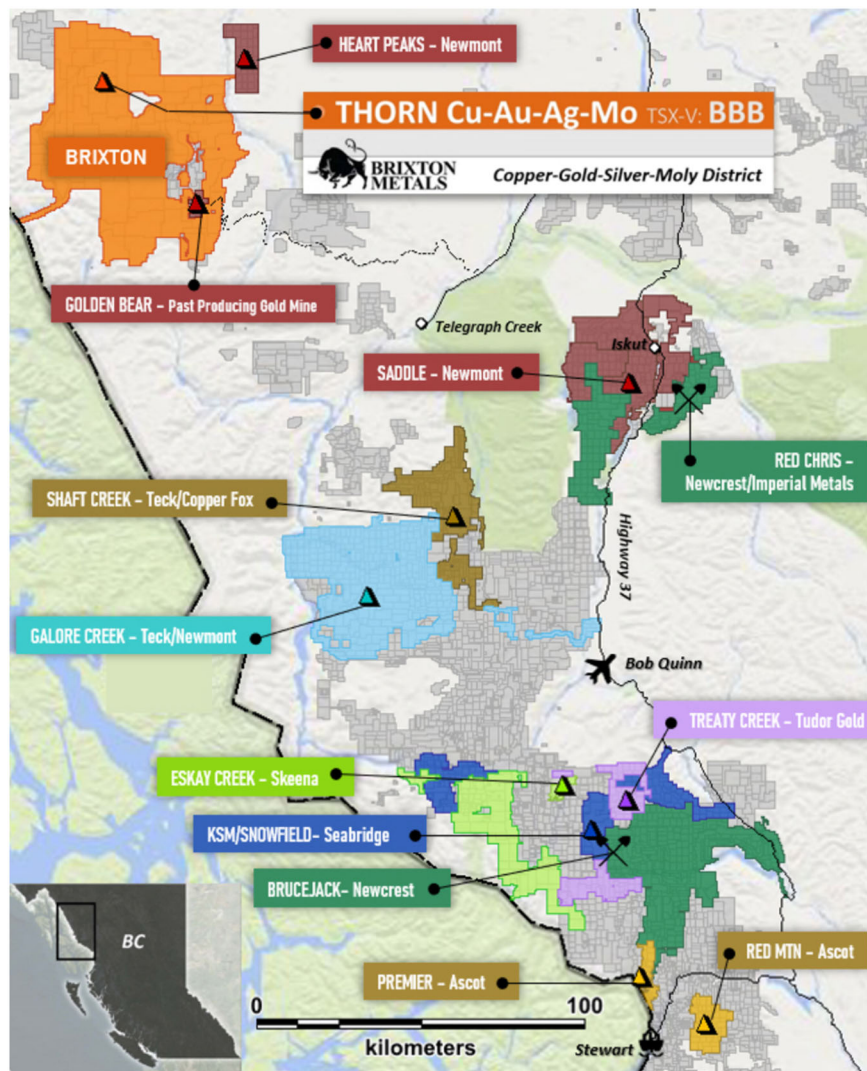 HEART PEAKS – Newmont
THORN Cu-Au-Ag-Mo TSX-V: BBB
BRIXTON
BRIXTON
METALS
Copper-Gold-Silver-Moly District
GOLDEN BEAR – Past Producing Gold Mine
Telegraph Creek
Iskut
SADDLE – Newmont
RED CHRIS –
Newcrest/Imperial Metals
SHAFT CREEK – Teck/Copper Fox
Highway 37
GALORE CREEK – Teck/Newmont
Bob Quinn
TREATY CREEK – Tudor Gold
ESKAY CREEK – Skeena
KSM/SNOWFIELD– Seabridge
BRUCEJACK– Newcrest
BC
RED MTN – Ascot
PREMIER – Ascot
0 100
kilometers
Stewart